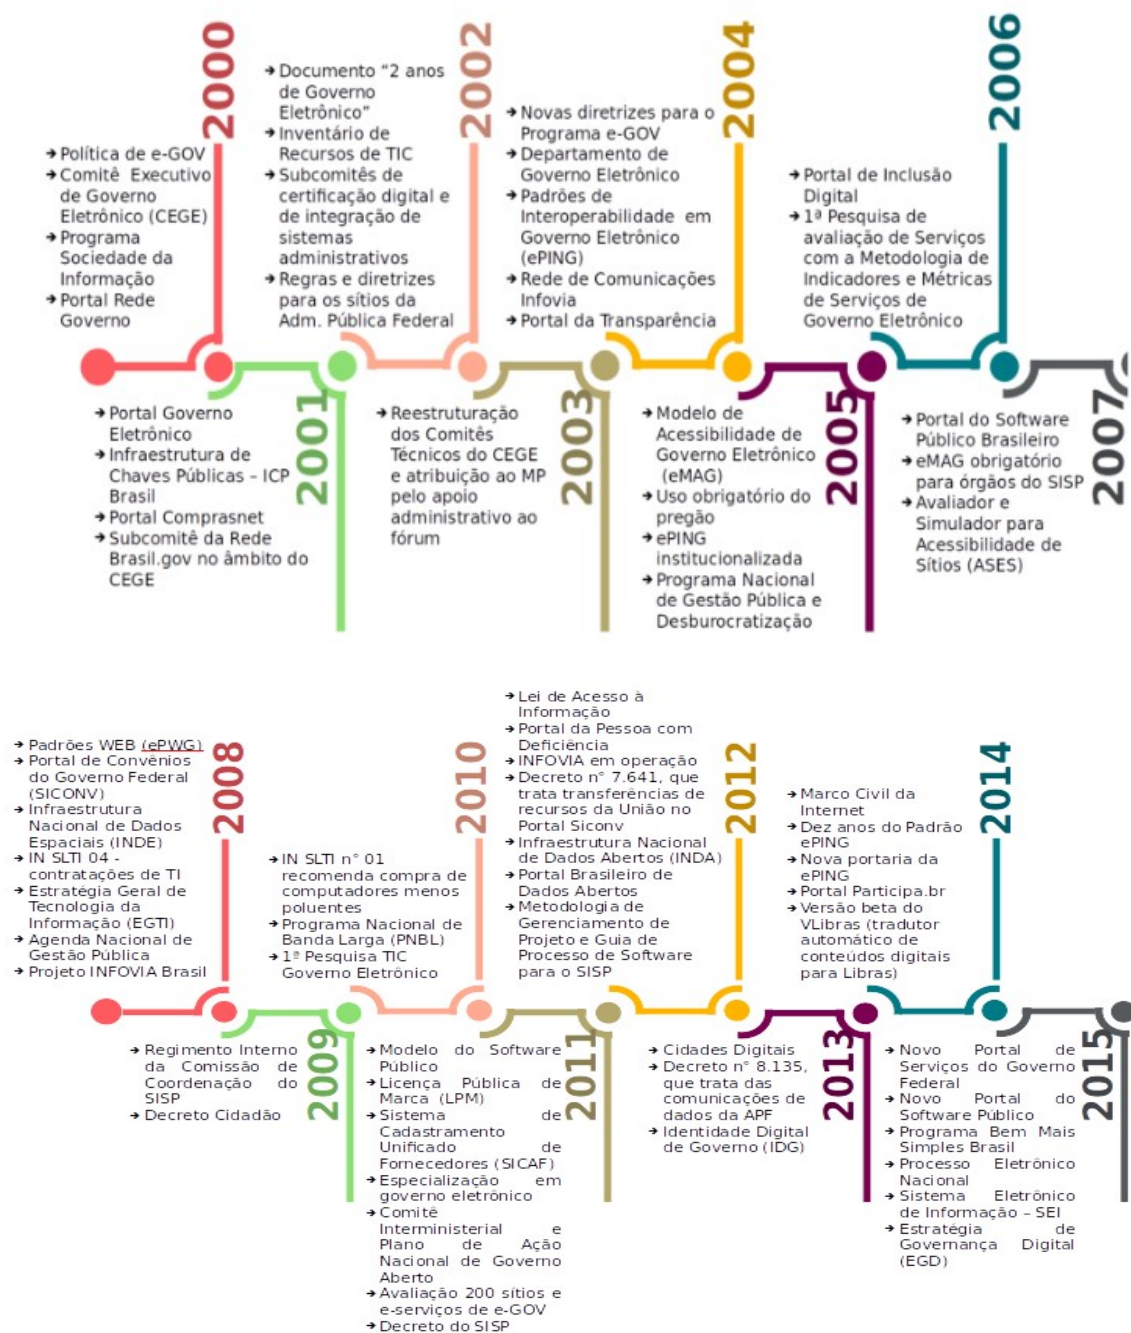 2000
➔ Política de e-GOV
➔ Comitê Executivo
de Governo
Eletrônico (CEGE)
➔ Programa
Sociedade da
Informação
➔ Portal Rede
Governo
2001
➔ Portal Governo
Eletrônico
➔ Infraestrutura de
Chaves Públicas – ICP
Brasil
➔ Portal Comprasnet
➔ Subcomitê da Rede
Brasil.gov no âmbito do
CEGE
2002
➔ Documento “2 anos
de Governo
Eletrônico”
➔ Inventário de
Recursos de TIC
➔ Subcomitês de
certificação digital e
de integração de
sistemas
administrativos
➔ Regras e diretrizes
para os sítios da
Adm. Pública Federal
2003
➔ Reestruturação
dos Comitês
Técnicos do CEGE
e atribuição ao MP
pelo apoio
administrativo ao
fórum
2004
➔ Novas diretrizes para o
Programa e-GOV
➔ Departamento de
Governo Eletrônico
➔ Padrões de
Interoperabilidade em
Governo Eletrônico
(ePING)
➔ Rede de Comunicações
Infovia
➔ Portal da Transparência
2005
➔ Modelo de
Acessibilidade de
Governo Eletrônico
(eMAG)
➔ Uso obrigatório do
pregão
➔ ePING
institucionalizada
➔ Programa Nacional
de Gestão Pública e
Desburocratização
2006
➔ Portal de Inclusão
Digital
➔ 1ª Pesquisa de
avaliação de Serviços
com a Metodologia de
Indicadores e Métricas
de Serviços de
Governo Eletrônico
2007
➔ Portal do Software
Público Brasileiro
➔ eMAG obrigatório
para órgãos do SISP
➔ Avaliador e
Simulador para
Acessibilidade de
Sítios (ASES)
2008
➔ Padrões WEB (ePWG)
➔ Portal de Convênios
do Governo Federal
(SICONV)
➔ Infraestrutura
Nacional de Dados
Espaciais (INDE)
➔ IN SLTI 04 -
contratações de TI
➔ Estratégia Geral de
Tecnologia da
Informação (EGTI)
➔ Agenda Nacional de
Gestão Pública
➔ Projeto INFOVIA Brasil
2009
➔ Regimento Interno
da Comissão de
Coordenação do
SISP
➔ Decreto Cidadão
2010
➔ IN SLTI n° 01
recomenda compra de
computadores menos
poluentes
➔ Programa Nacional de
Banda Larga (PNBL)
➔ 1ª Pesquisa TIC
Governo Eletrônico
2011
➔ Modelo do Software
Público
➔ Licença Pública de
Marca (LPM)
➔ Sistema de
Cadastramento
Unificado de
Fornecedores (SICAF)
➔ Especialização em
governo eletrônico
➔ Comitê
Interministerial e
Plano de Ação
Nacional de Governo
Aberto
➔ Avaliação 200 sítios e
e-serviços de e-GOV
➔ Decreto do SISP
2012
➔ Lei de Acesso à
Informação
➔ Portal da Pessoa com
Deficiência
➔ INFOVIA em operação
➔ Decreto n° 7.641, que
trata transferências de
recursos da União no
Portal Siconv
➔ Infraestrutura Nacional
de Dados Abertos (INDA)
➔ Portal Brasileiro de
Dados Abertos
➔ Metodologia de
Gerenciamento de
Projeto e Guia de
Processo de Software
para o SISP
2013
➔ Cidades Digitais
➔ Decreto n° 8.135,
que trata das
comunicações de
dados da APF
➔ Identidade Digital
de Governo (IDG)
2014
➔ Marco Civil da
Internet
➔ Dez anos do Padrão
ePING
➔ Nova portaria da
ePING
➔ Portal Participa.br
➔ Versão beta do
VLibras (tradutor
automático de
conteúdos digitais
para Libras)
2015
➔ Novo Portal de
Serviços do Governo
Federal
➔ Novo Portal do
Software Público
➔ Programa Bem Mais
Simples Brasil
➔ Processo Eletrônico
Nacional
➔ Sistema Eletrônico
de Informação – SEI
➔ Estratégia de
Governança Digital
(EGD)